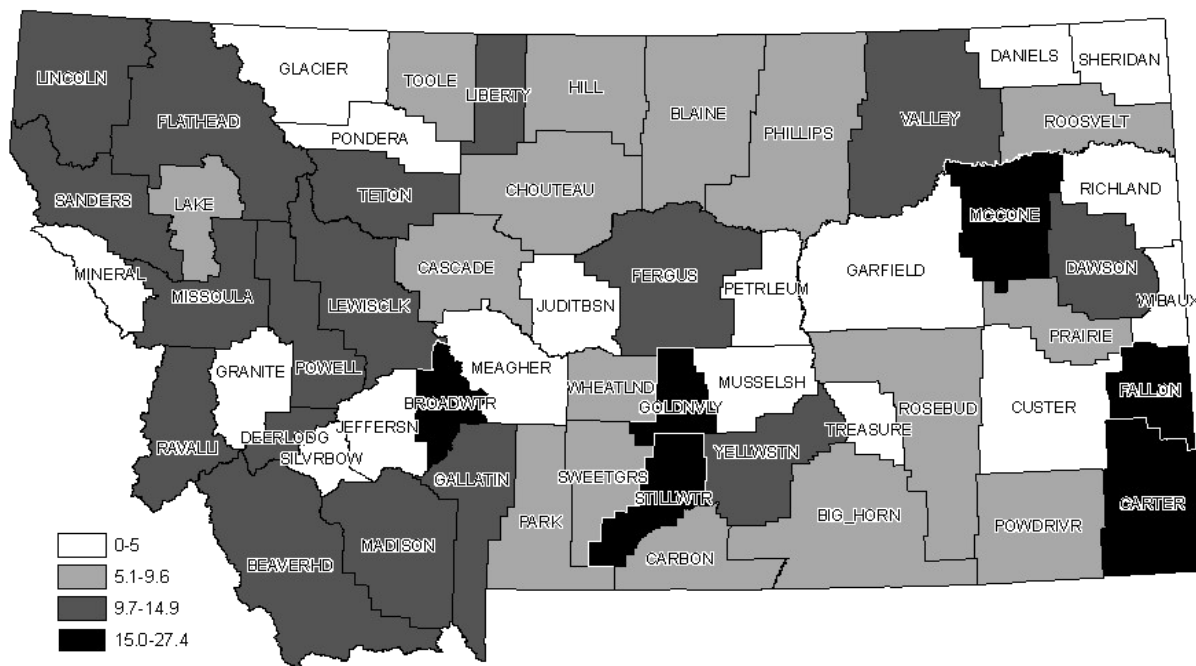 GLACIER
DANIELS
SHERIDAN
LINCOLN
TOOLE
LIBERTY
HILL
BLAINE
FLATHEAD
PHILLIPS
VALLEY
ROOSVELT
PONDERA
SANDERS
LAKE
TETON
CHOUTEAU
RICHLAND
MCCONE
MINERAL
MISSOULA
CASCADE
FERGUS
GARFIELD
DAWSON
LEWISCLK
JUDITBSN
PETRLEUM
WIBAUX
PRAIRIE
GRANITE
POWELL
MEAGHER
WHEATLND
MUSSELSH
FALLON
BROADWTR
GOLDNVLY
ROSEBUD
CUSTER
RAVALLI
DEERLODG
JEFFERSN
TREASURE
SILVRBOW
GALLATIN
SWEETGRS
YELLWSTN
STILLWTR
CARTER
PARK
BIG_HORN
POWDRIVR
MADISON
BEAVERHD
CARBON
0-5
5.1-9.6
9.7-14.9
15.0-27.4